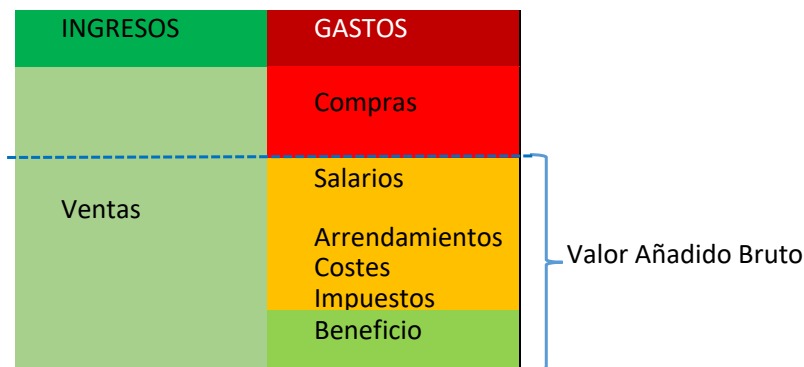 INGRESOS
GASTOS
Compras
Ventas
Salarios
Arrendamientos
Costes
Impuestos
Beneficio
Valor Añadido Bruto